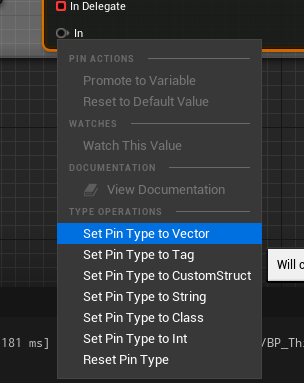 In Delegate
In
PIN ACTIONS
Promote to Variable
Reset to Default Value
WATCHES
Watch This Value
DOCUMENTATION
View Documentation
TYPE OPERATIONS
Set Pin Type to Vector
Set Pin Type to Tag
Set Pin Type to CustomStruct
Will c
Set Pin Type to String
Set Pin Type to Class
Set Pin Type to Int
181 ms]
/BP_Thi
Reset Pin Type